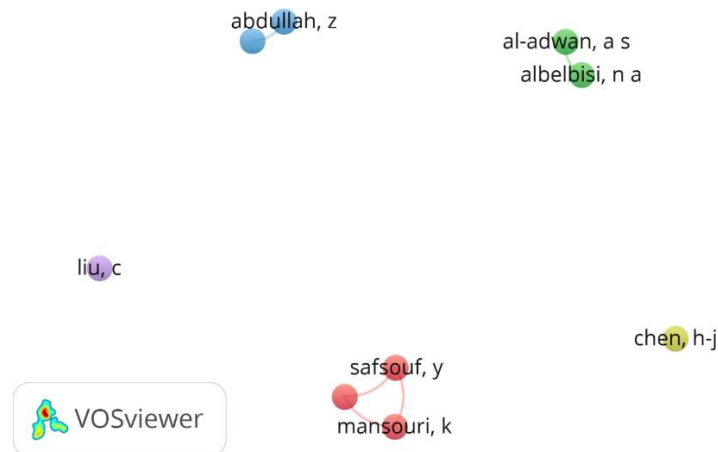 abdullah, z
al-adwan, a s
albelbisi, n a
liu, c
chen, h-j
safsouf, y
mansouri, k
VOSviewer